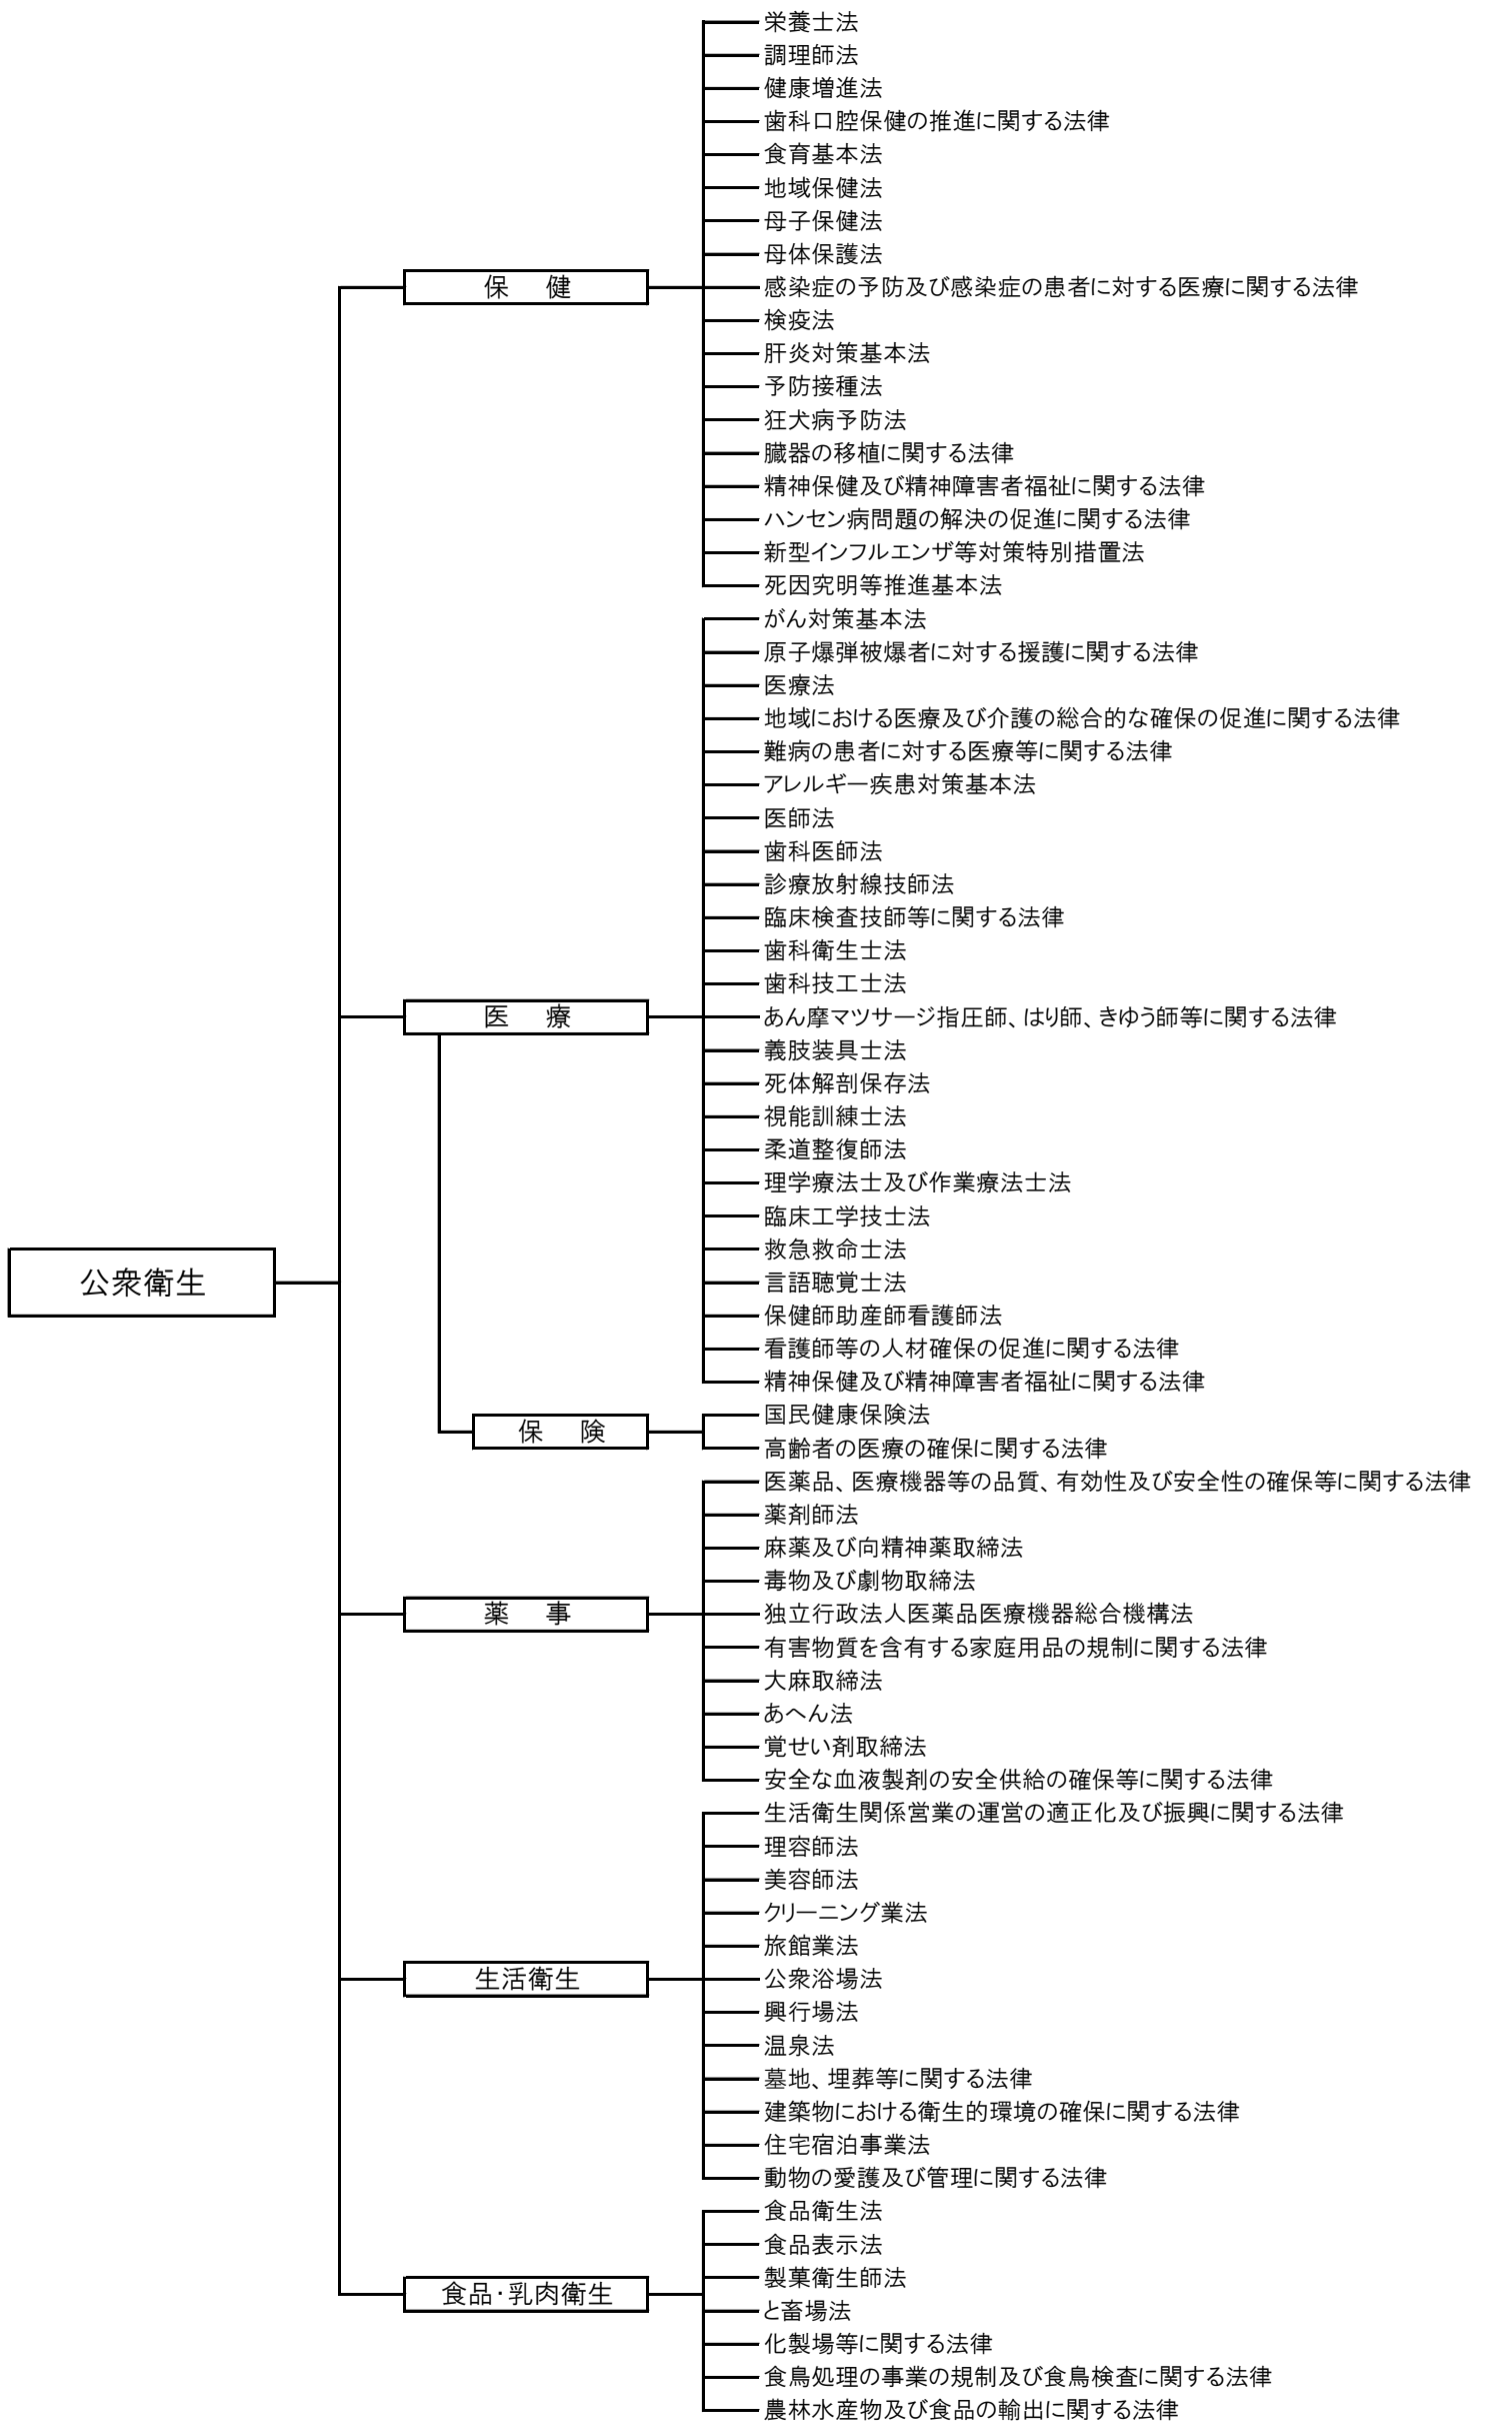 栄養士法
調理師法
健康増進法
歯科口腔保健の推進に関する法律
食育基本法
地域保健法
母子保健法
母体保護法
保　健
感染症の予防及び感染症の患者に対する医療に関する法律
検疫法
肝炎対策基本法
予防接種法
狂犬病予防法
臓器の移植に関する法律
精神保健及び精神障害者福祉に関する法律
ハンセン病問題の解決の促進に関する法律
新型インフルエンザ等対策特別措置法
死因究明等推進基本法
がん対策基本法
原子爆弾被爆者に対する援護に関する法律
医療法
地域における医療及び介護の総合的な確保の促進に関する法律
難病の患者に対する医療等に関する法律
アレルギー疾患対策基本法
医師法
歯科医師法
診療放射線技師法
臨床検査技師等に関する法律
歯科衛生士法
歯科技工士法
医　療
あん摩マツサージ指圧師、はり師、きゆう師等に関する法律
義肢装具士法
死体解剖保存法
視能訓練士法
柔道整復師法
理学療法士及び作業療法士法
臨床工学技士法
救急救命士法
公衆衛生
言語聴覚士法
保健師助産師看護師法
看護師等の人材確保の促進に関する法律
精神保健及び精神障害者福祉に関する法律
保　険
国民健康保険法
高齢者の医療の確保に関する法律
医薬品、医療機器等の品質、有効性及び安全性の確保等に関する法律
薬剤師法
麻薬及び向精神薬取締法
毒物及び劇物取締法
薬　事
独立行政法人医薬品医療機器総合機構法
有害物質を含有する家庭用品の規制に関する法律
大麻取締法
あへん法
覚せい剤取締法
安全な血液製剤の安全供給の確保等に関する法律
生活衛生関係営業の運営の適正化及び振興に関する法律
理容師法
美容師法
クリーニング業法
旅館業法
生活衛生
公衆浴場法
興行場法
温泉法
墓地、埋葬等に関する法律
建築物における衛生的環境の確保に関する法律
住宅宿泊事業法
動物の愛護及び管理に関する法律
食品衛生法
食品表示法
製菓衛生師法
食品・乳肉衛生
と畜場法
化製場等に関する法律
食鳥処理の事業の規制及び食鳥検査に関する法律
農林水産物及び食品の輸出に関する法律